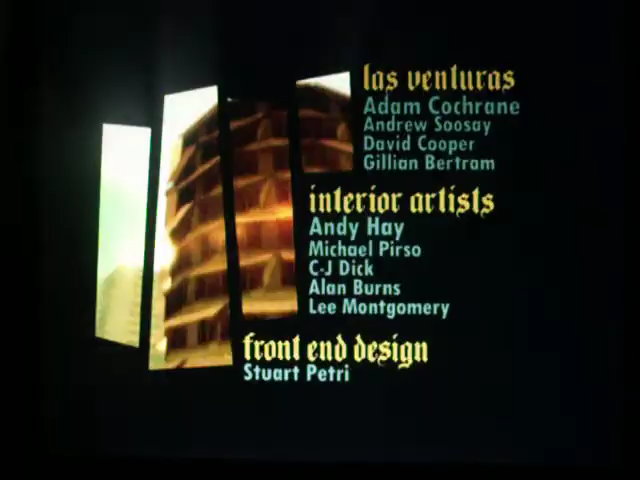 las venturas
Adam Cochrane
Andrew Soosay
David Cooper
Gillian Bertram
interior artists
Andy Hay
Michael Pirso
C-J Dick
Alan Burns
Lee Montgomery
front end design
Stuart Petri